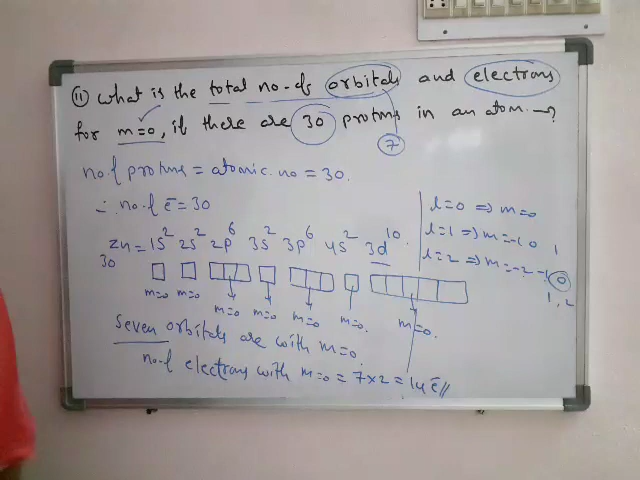 (11) What is the total no-of orbitals and electrons
for m=0, if there are 30 protons in an atom →?
7
no.of protons = atomic. no = 30.
∴ no.of e⁻ = 30
Zn = 1s² 2s² 2p⁶ 3s² 3p⁶ 4s² 3d¹⁰
30
m=0 m=0 m=0 m=0 m=0 m=0. m=0.
l=0 ⇒ m=0
l=1 ⇒ m=-1 0 1
l=2 ⇒ m=-2 -1 0
1, 2
Seven orbitals are with m=0.
no.of electrons with m=0 = 7×2 = 14 e⁻//